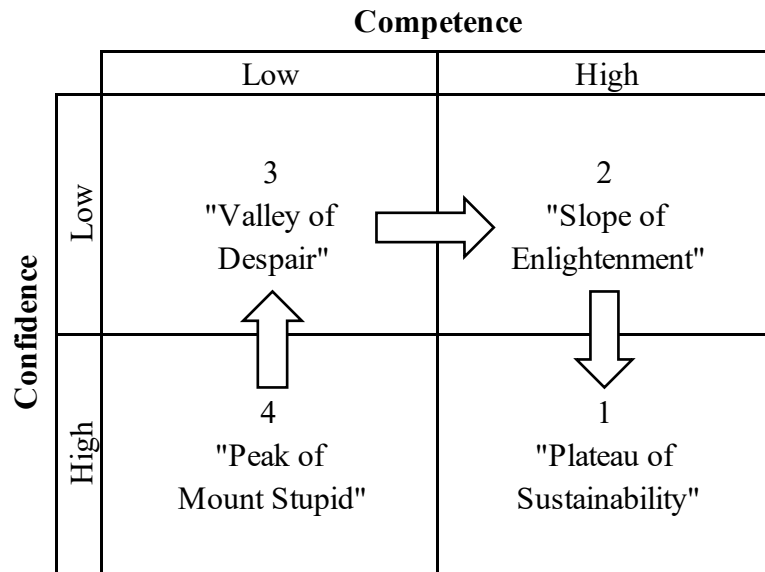 Competence
Low
High
Confidence
Low
3
"Valley of
Despair"
2
"Slope of
Enlightenment"
High
4
"Peak of
Mount Stupid"
1
"Plateau of
Sustainability"